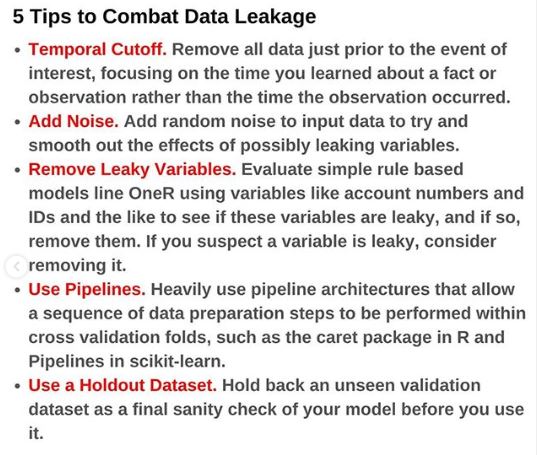 5 Tips to Combat Data Leakage
• Temporal Cutoff. Remove all data just prior to the event of
interest, focusing on the time you learned about a fact or
observation rather than the time the observation occurred.
• Add Noise. Add random noise to input data to try and
smooth out the effects of possibly leaking variables.
• Remove Leaky Variables. Evaluate simple rule based
models line OneR using variables like account numbers and
IDs and the like to see if these variables are leaky, and if so,
remove them. If you suspect a variable is leaky, consider
removing it.
• Use Pipelines. Heavily use pipeline architectures that allow
a sequence of data preparation steps to be performed within
cross validation folds, such as the caret package in R and
Pipelines in scikit-learn.
• Use a Holdout Dataset. Hold back an unseen validation
dataset as a final sanity check of your model before you use
it.